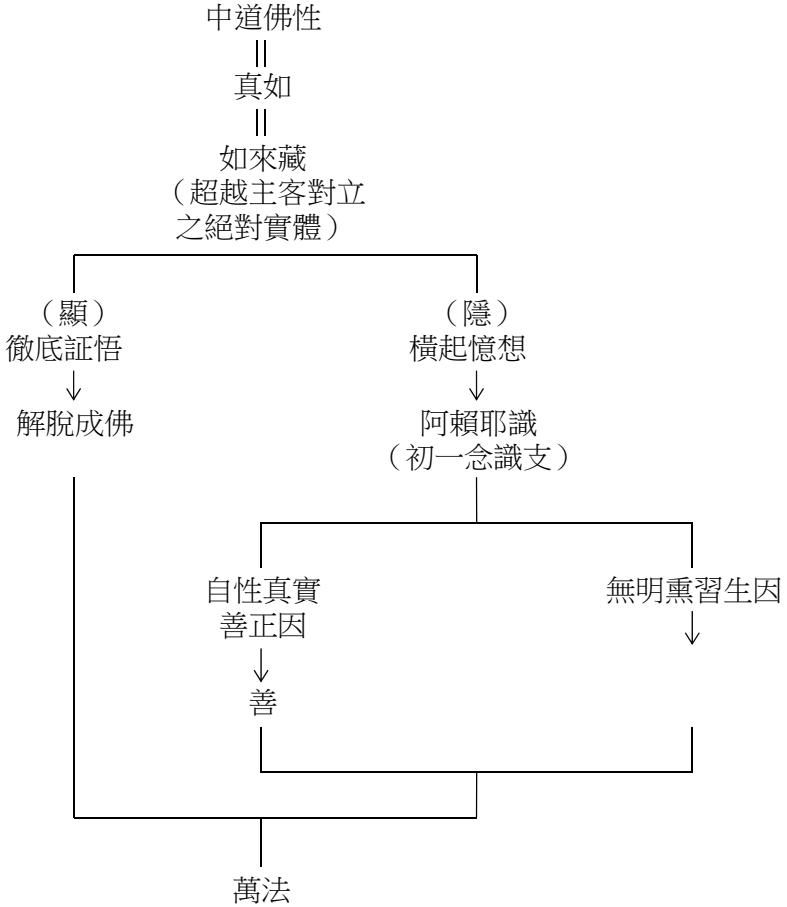 中道佛性
真如
如來藏
（超越主客對立
之絕對實體）
（顯）
徹底証悟
解脫成佛
（隱）
橫起憶想
阿賴耶識
（初一念識支）
自性真實
善正因
善
無明熏習生因
萬法